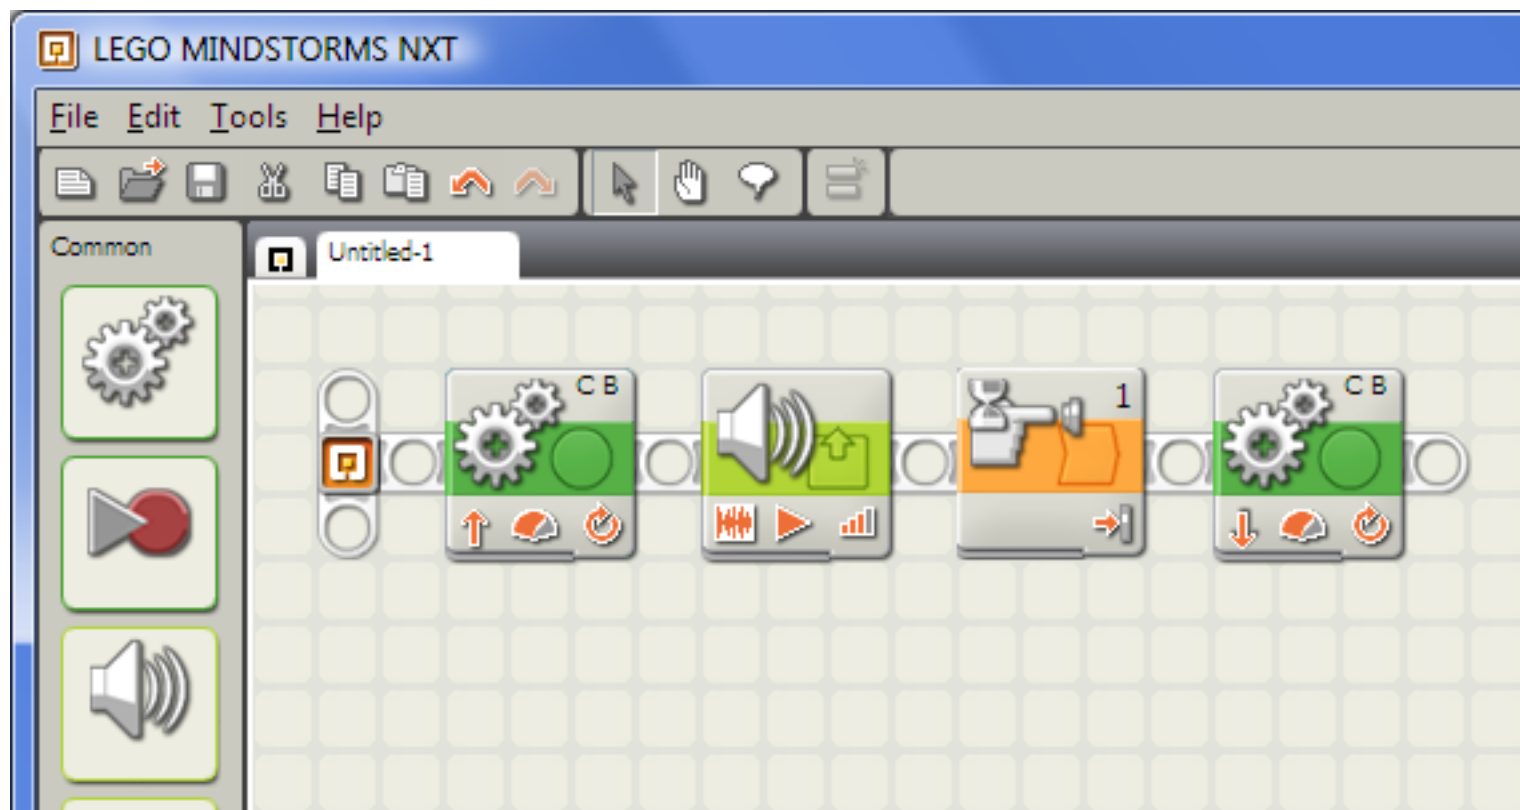 LEGO MINDSTORMS NXT
File Edit Tools Help
Common
Untitled-1
C B
1
C B